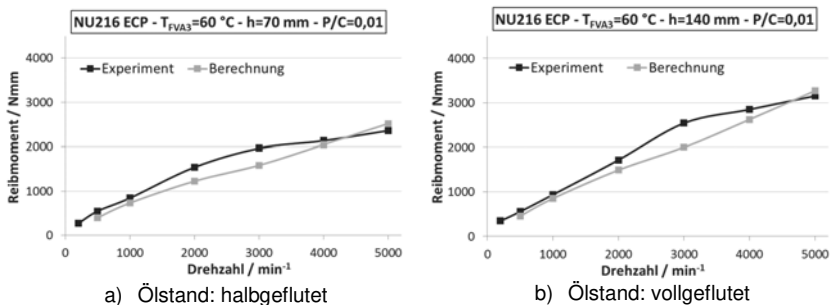 NU216 ECP - TFVA3=60 °C - h=70 mm - P/C=0,01
Reibmoment / Nmm
4000
3000
2000
1000
0
Experiment
Berechnung
0 1000 2000 3000 4000 5000
Drehzahl / min-1
a) Ölstand: halbgeflutet
NU216 ECP - TFVA3=60 °C - h=140 mm - P/C=0,01
Reibmoment / Nmm
4000
3000
2000
1000
0
Experiment
Berechnung
0 1000 2000 3000 4000 5000
Drehzahl / min-1
b) Ölstand: vollgeflutet